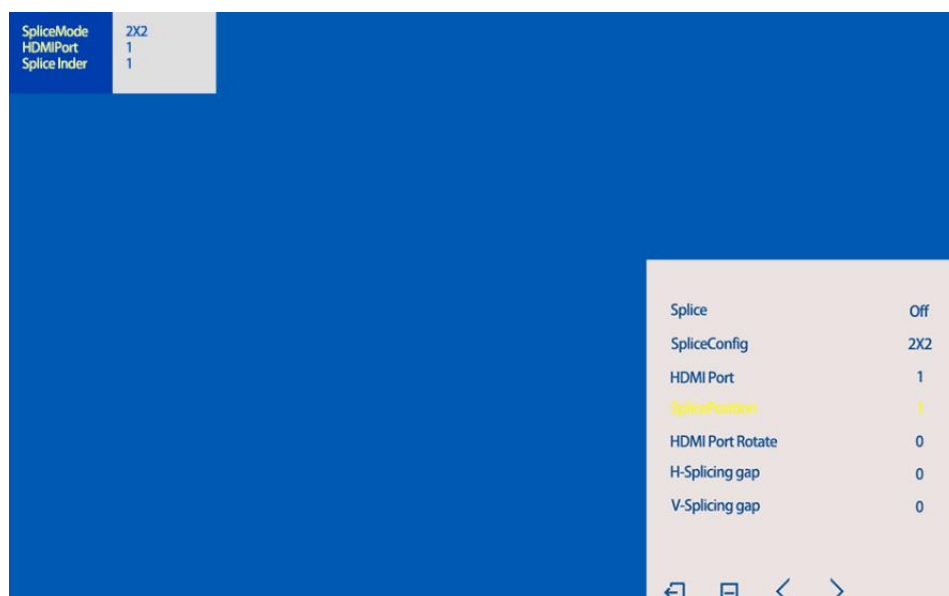 SpliceMode 2X2
HDMIPort 1
Splice Inder 1
Splice Off
SpliceConfig 2X2
HDMI Port 1
SplicePosition 1
HDMI Port Rotate 0
H-Splicing gap 0
V-Splicing gap 0